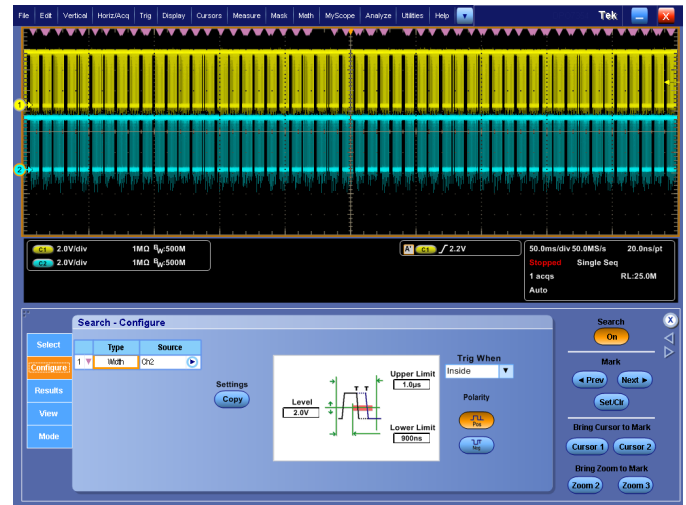 File Edit Vertical Horiz/Acq Trig Display Cursors Measure Mask Math MyScope Analyze Utilities Help Tek X
1
2
C1 2.0V/div 1MΩ BW:500M
C2 2.0V/div 1MΩ BW:500M
A' C1 2.2V
50.0ms/div 50.0MS/s 20.0ns/pt
Stopped Single Seq
1 acqs RL:25.0M
Auto
Search - Configure
Select
Configure
Results
View
Mode
Type Source
1 Width Ch2
Settings
Copy
Level
2.0V
T T
Upper Limit
1.0µs
Lower Limit
900ns
Trig When
Inside
Polarity
Pos
Neg
Search
On
X
Mark
Prev Next
Set/Clr
Bring Cursor to Mark
Cursor 1 Cursor 2
Bring Zoom to Mark
Zoom 2 Zoom 3